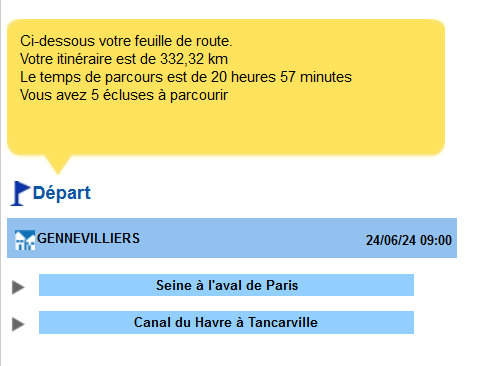 Ci-dessous votre feuille de route.
Votre itinéraire est de 332,32 km
Le temps de parcours est de 20 heures 57 minutes
Vous avez 5 écluses à parcourir
Départ
GENNEVILLIERS 24/06/24 09:00
Seine à l'aval de Paris
Canal du Havre à Tancarville